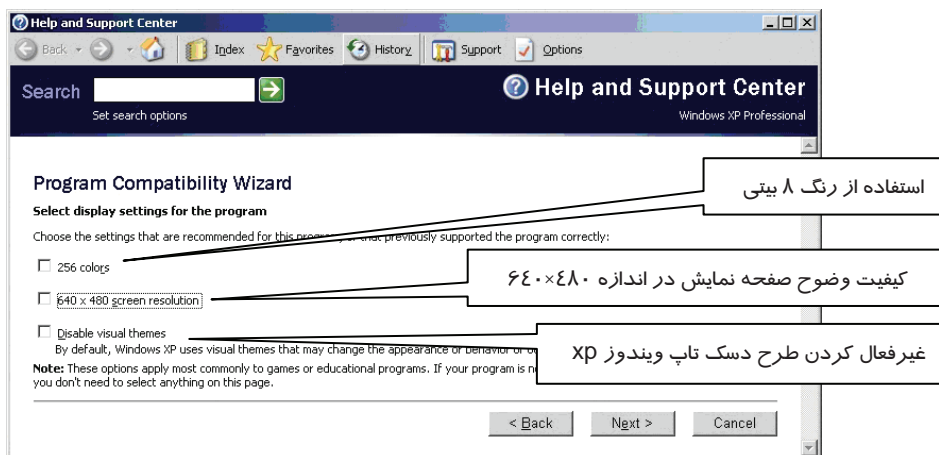 Help and Support Center
Back Index Favorites History Support Options
Search Help and Support Center
Set search options Windows XP Professional
Program Compatibility Wizard
Select display settings for the program
استفاده از رنگ ۸ بیتی
Choose the settings that are recommended for this program or that previously supported the program correctly:
256 colors
کیفیت وضوح صفحه نمایش در اندازه ۴۸۰×۶۴۰
640 x 480 screen resolution
Disable visual themes
غیرفعال کردن طرح دسک تاپ ویندوز xp
By default, Windows XP uses visual themes that may change the appearance or behavior of
Note: These options apply most commonly to games or educational programs. If your program is
you don't need to select anything on this page.
< Back Next > Cancel